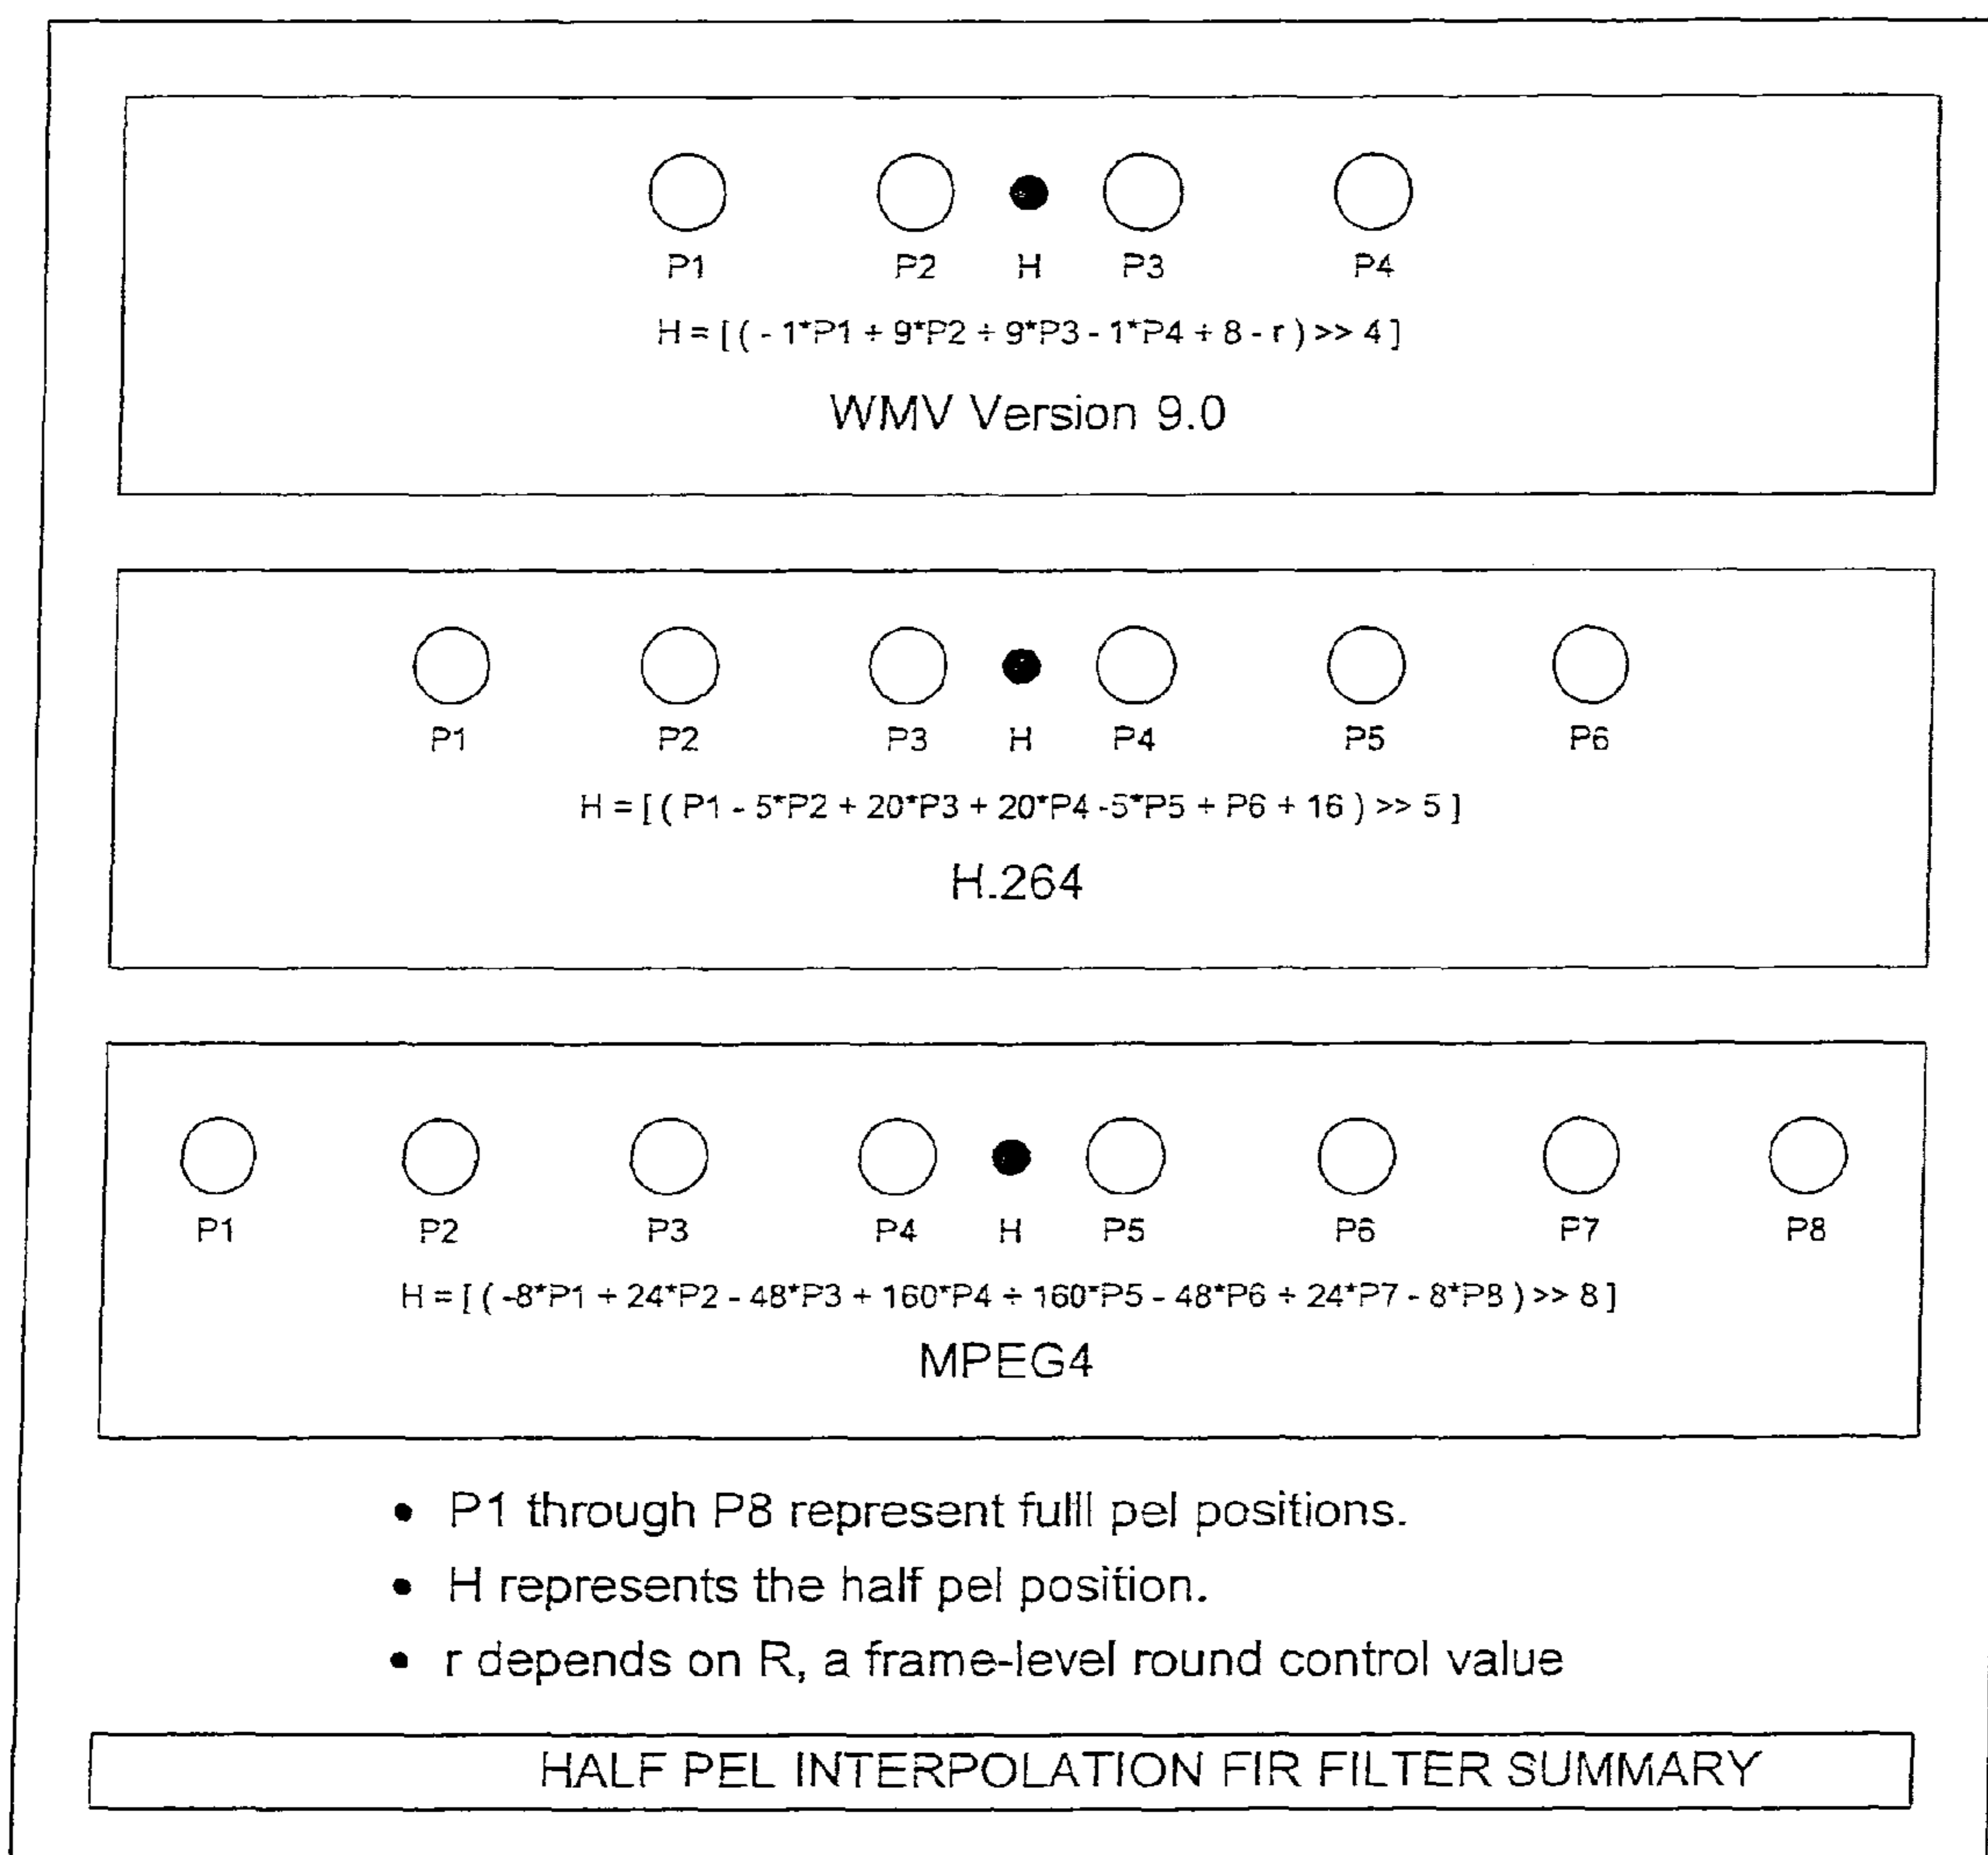 P1 P2 H P3 P4
H = [ ( - 1*P1 + 9*P2 + 9*P3 - 1*P4 + 8 - r ) >> 4 ]
WMV Version 9.0
P1 P2 P3 H P4 P5 P6
H = [ ( P1 - 5*P2 + 20*P3 + 20*P4 -5*P5 + P6 + 16 ) >> 5 ]
H.264
P1 P2 P3 P4 H P5 P6 P7 P8
H = [ ( -8*P1 + 24*P2 - 48*P3 + 160*P4 + 160*P5 - 48*P6 + 24*P7 - 8*P8 ) >> 8 ]
MPEG4
• P1 through P8 represent fulll pel positions.
• H represents the half pel position.
• r depends on R, a frame-level round control value
HALF PEL INTERPOLATION FIR FILTER SUMMARY